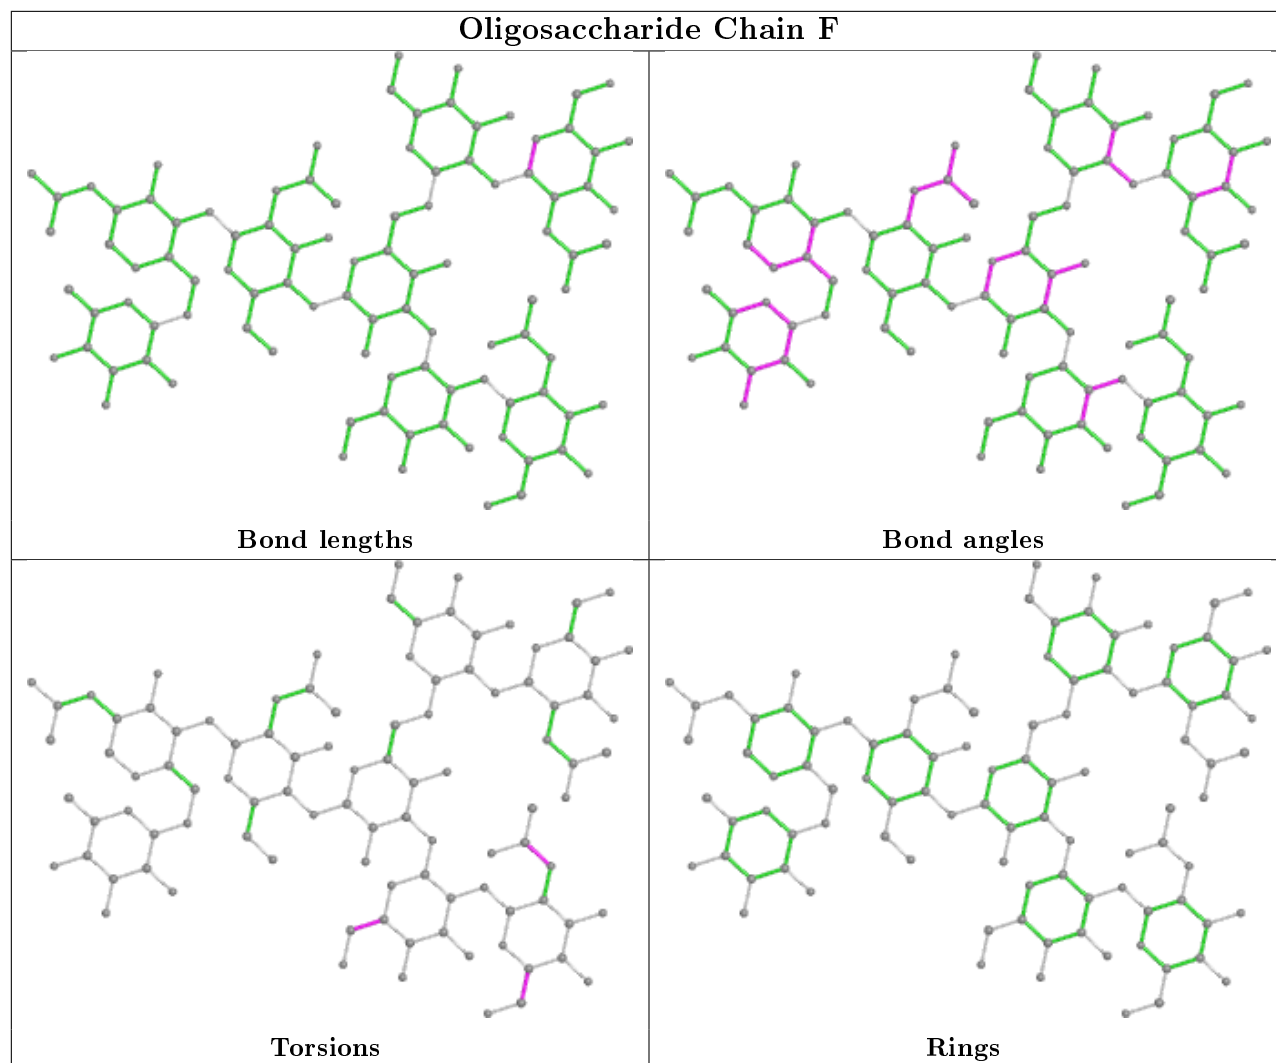 Oligosaccharide Chain F
Bond lengths
Bond angles
Torsions
Rings